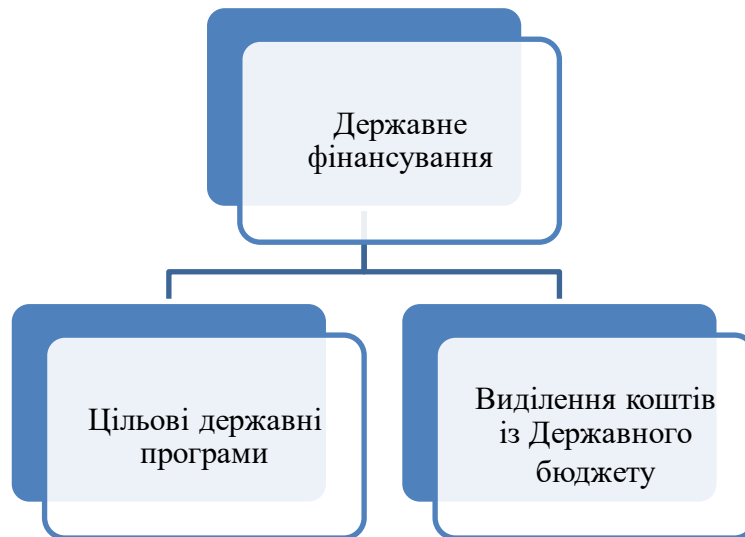 Державне
фінансування
Цільові державні
програми
Виділення коштів
із Державного
бюджету